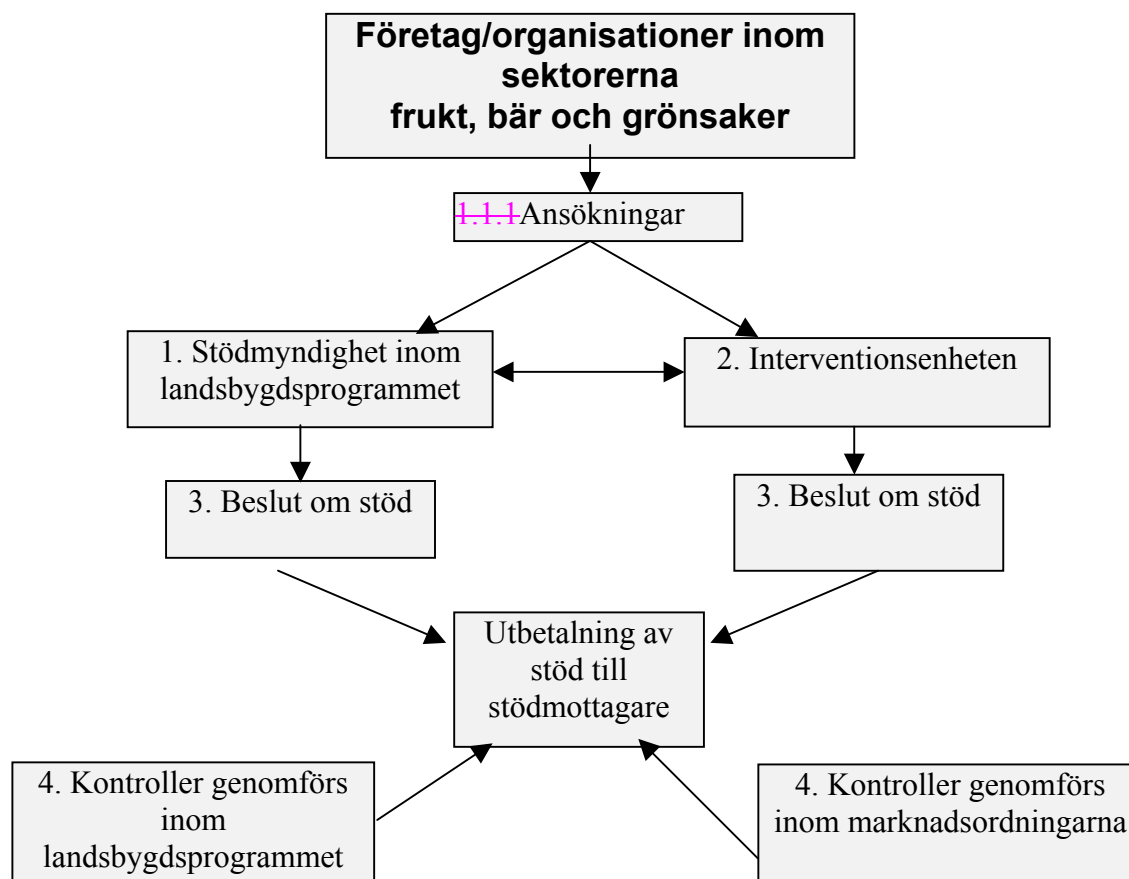 Företag/organisationer inom
sektorerna
frukt, bär och grönsaker
1.1.1Ansökningar
1. Stödmyndighet inom
landsbygdsprogrammet
2. Interventionsenheten
3. Beslut om stöd
3. Beslut om stöd
Utbetalning av
stöd till
stödmottagare
4. Kontroller genomförs
inom
landsbygdsprogrammet
4. Kontroller genomförs
inom marknadsordningarna